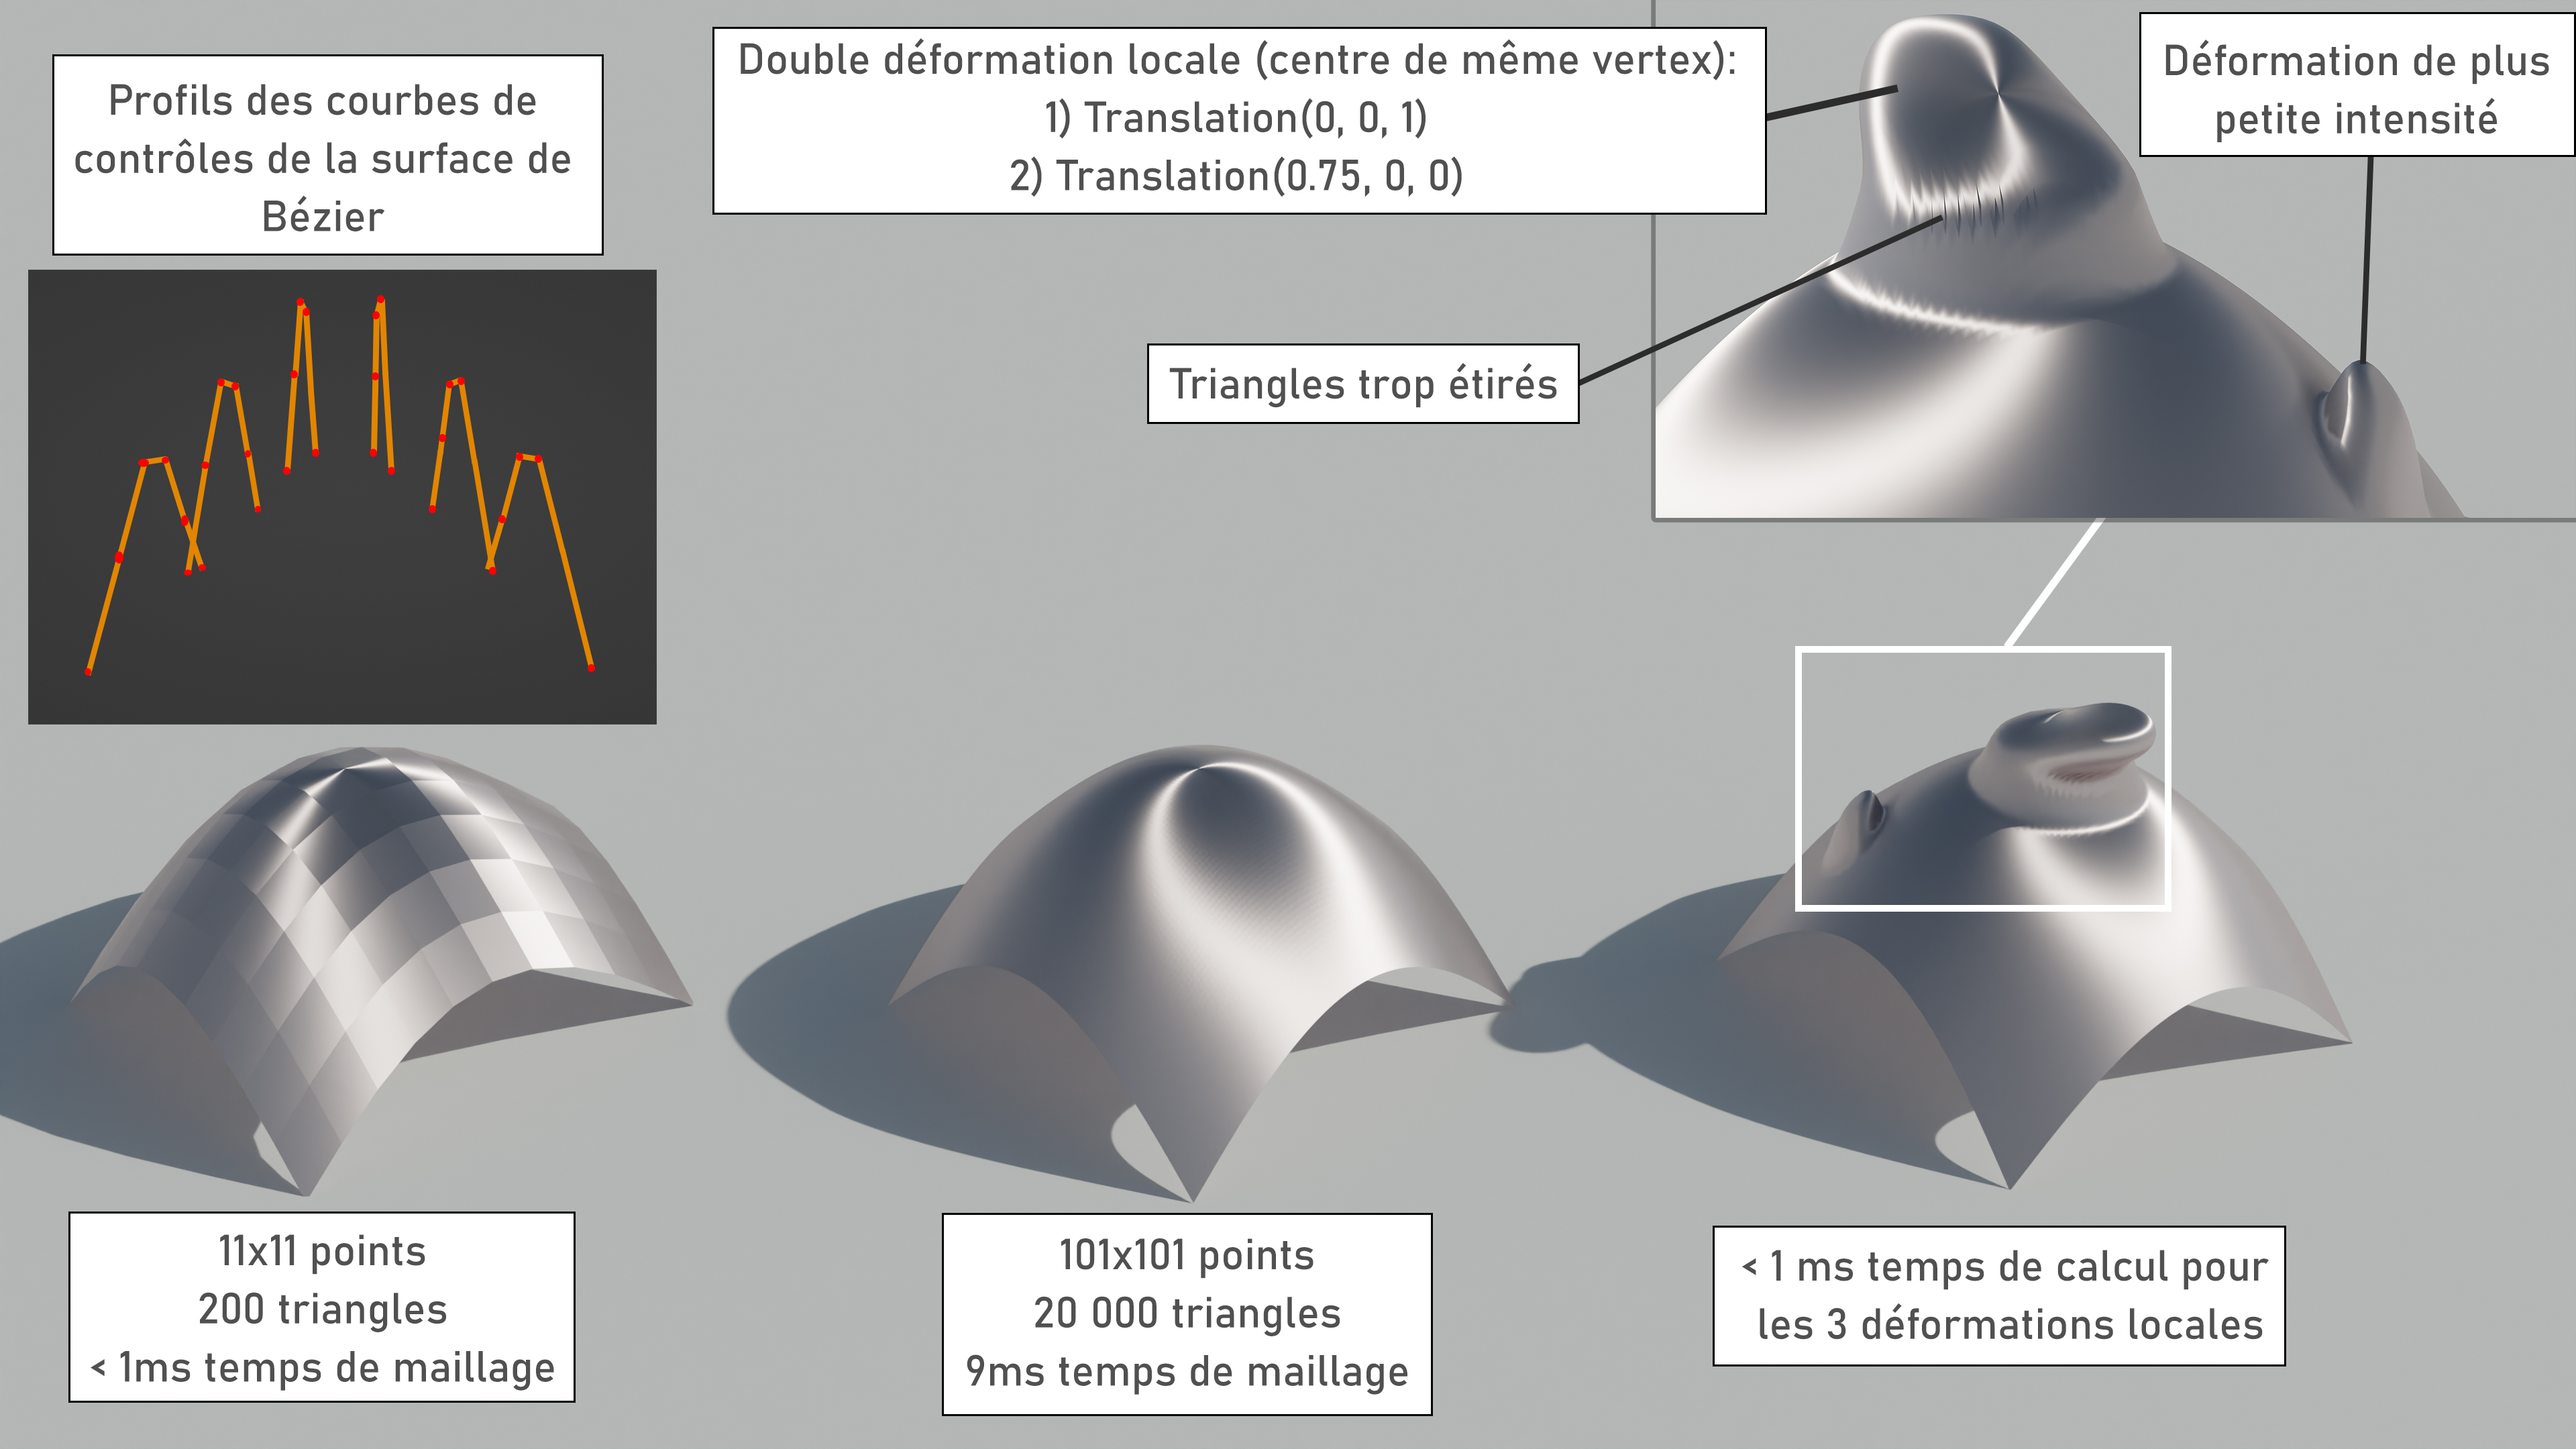 Profils des courbes de
contrôles de la surface de
Bézier
Double déformation locale (centre de même vertex):
1) Translation(0, 0, 1)
2) Translation(0.75, 0, 0)
Déformation de plus
petite intensité
Triangles trop étirés
11x11 points
200 triangles
< 1ms temps de maillage
101x101 points
20 000 triangles
9ms temps de maillage
< 1 ms temps de calcul pour
les 3 déformations locales